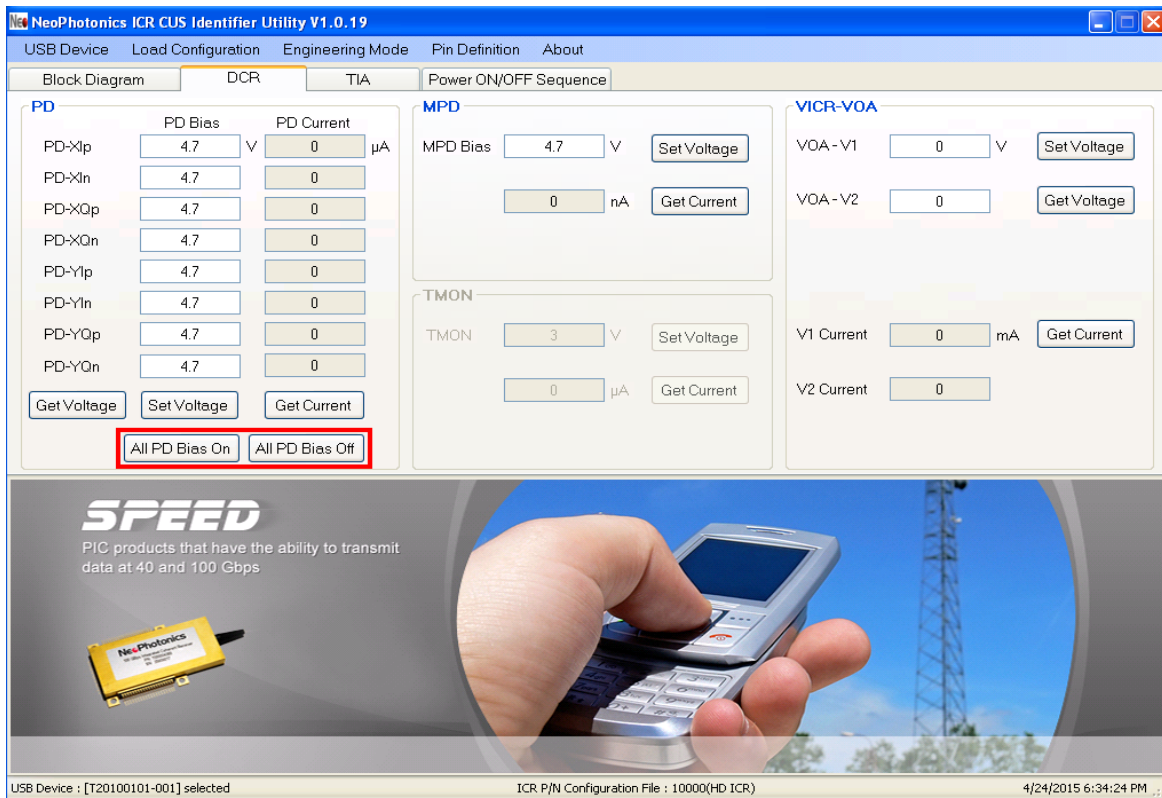 NeoPhotonics ICR CUS Identifier Utility V1.0.19
USB Device Load Configuration Engineering Mode Pin Definition About
Block Diagram DCR TIA Power ON/OFF Sequence
PD
PD Bias PD Current
PD-XIp 4.7 V 0 µA
PD-XIn 4.7 0
PD-XQp 4.7 0
PD-XQn 4.7 0
PD-YIp 4.7 0
PD-YIn 4.7 0
PD-YQp 4.7 0
PD-YQn 4.7 0
Get Voltage Set Voltage Get Current
All PD Bias On All PD Bias Off
MPD
MPD Bias 4.7 V Set Voltage
0 nA Get Current
TMON
TMON 3 V Set Voltage
0 µA Get Current
VICR-VOA
VOA - V1 0 V Set Voltage
VOA - V2 0 Get Voltage
V1 Current 0 mA Get Current
V2 Current 0
SPEED
PIC products that have the ability to transmit
data at 40 and 100 Gbps
NeoPhotonics
USB Device : [T20100101-001] selected ICR P/N Configuration File : 10000(HD ICR) 4/24/2015 6:34:24 PM